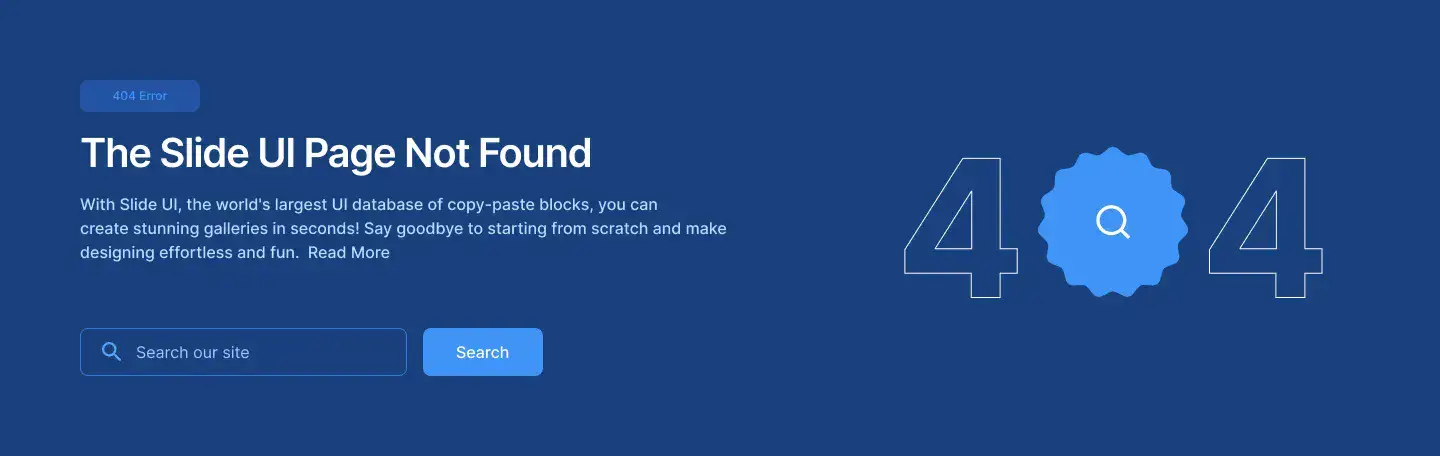 404 Error
The Slide UI Page Not Found
With Slide UI, the world's largest UI database of copy-paste blocks, you can
create stunning galleries in seconds! Say goodbye to starting from scratch and make
designing effortless and fun.  Read More
Search our site
Search
4 4